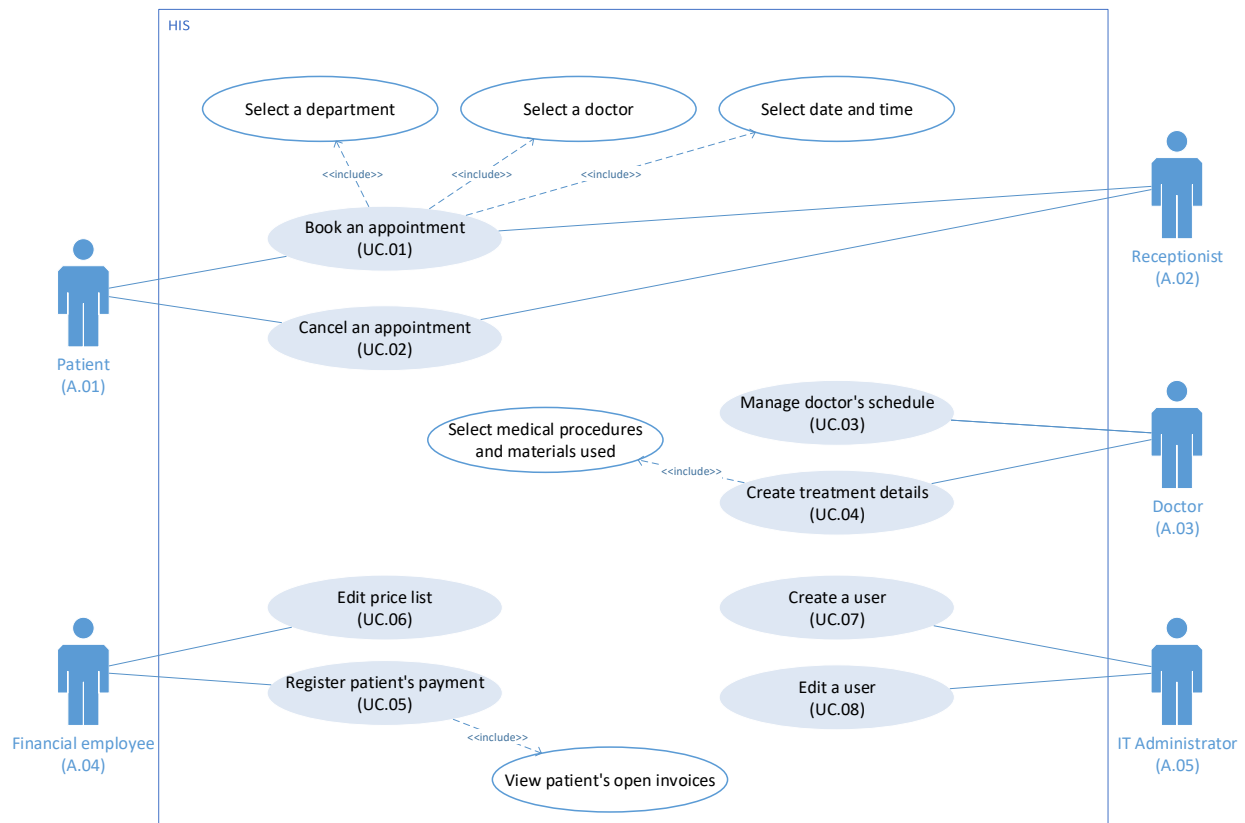 HIS
Select a department
Select a doctor
Select date and time
<<include>>
<<include>>
<<include>>
Book an appointment
(UC.01)
Receptionist
(A.02)
Cancel an appointment
(UC.02)
Patient
(A.01)
Manage doctor's schedule
(UC.03)
Select medical procedures
and materials used
<<include>>
Create treatment details
(UC.04)
Doctor
(A.03)
Edit price list
(UC.06)
Create a user
(UC.07)
Register patient's payment
(UC.05)
Edit a user
(UC.08)
<<include>>
Financial employee
(A.04)
IT Administrator
(A.05)
View patient's open invoices